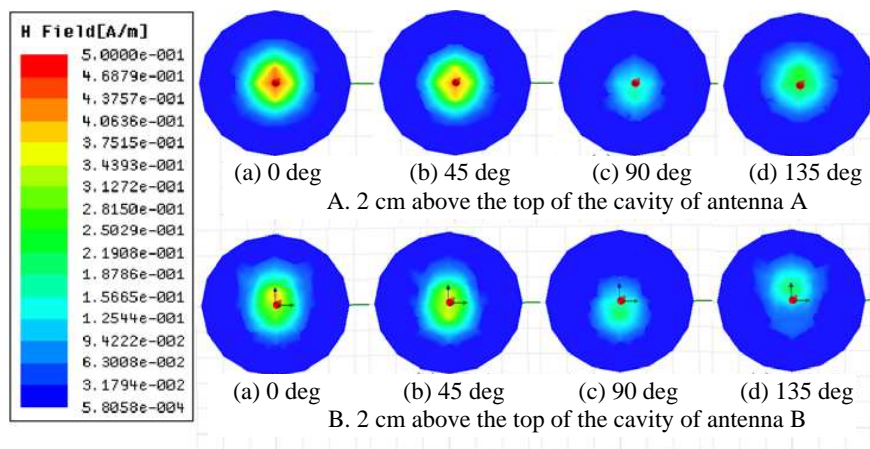 H Field[A/m]
5.0000e-001
4.6879e-001
4.3757e-001
4.0636e-001
3.7515e-001
3.4393e-001
3.1272e-001
2.8150e-001
2.5029e-001
2.1908e-001
1.8786e-001
1.5665e-001
1.2544e-001
9.4222e-002
6.3008e-002
3.1794e-002
5.8058e-004
(a) 0 deg (b) 45 deg (c) 90 deg (d) 135 deg
A. 2 cm above the top of the cavity of antenna A
(a) 0 deg (b) 45 deg (c) 90 deg (d) 135 deg
B. 2 cm above the top of the cavity of antenna B